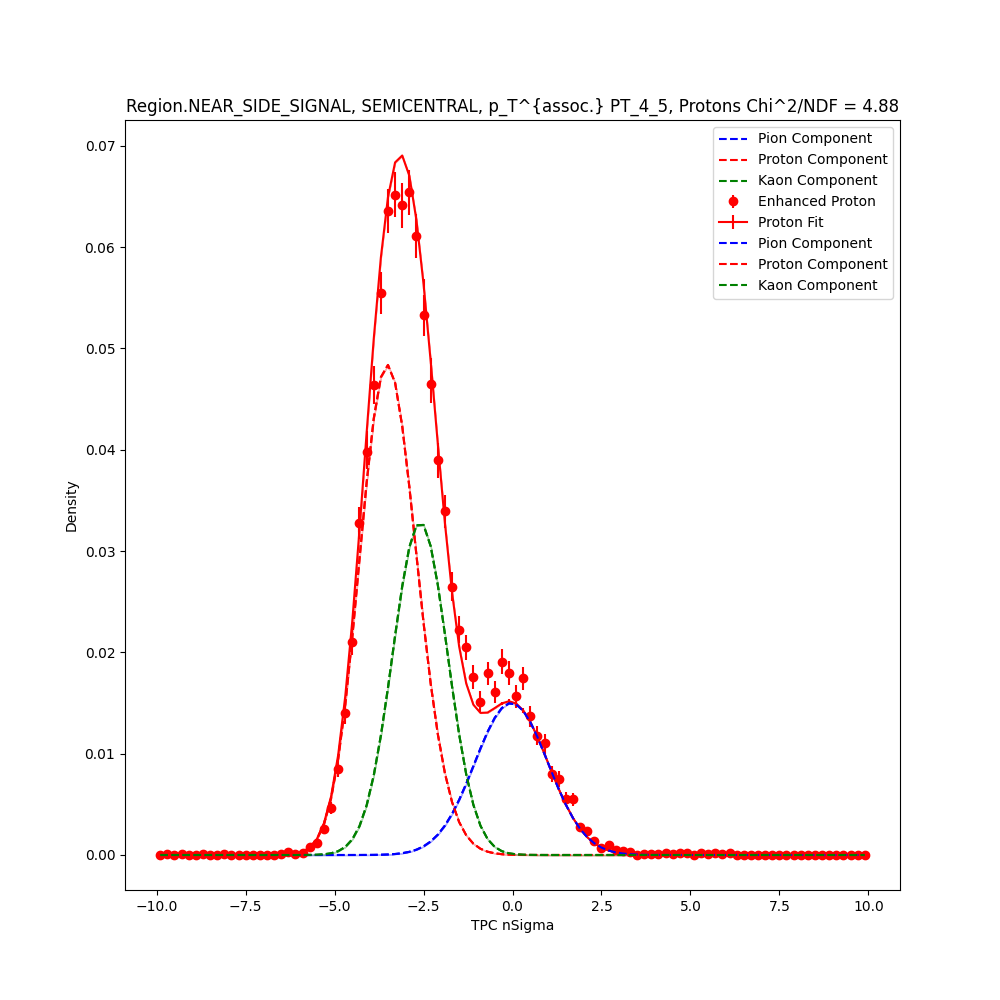 Region.NEAR_SIDE_SIGNAL, SEMICENTRAL, p_T^{assoc.} PT_4_5, Protons Chi^2/NDF = 4.88
Pion Component
Proton Component
Kaon Component
Enhanced Proton
Proton Fit
Pion Component
Proton Component
Kaon Component
0.07
0.06
0.05
0.04
0.03
0.02
0.01
0.00
Density
−10.0 −7.5 −5.0 −2.5 0.0 2.5 5.0 7.5 10.0
TPC nSigma